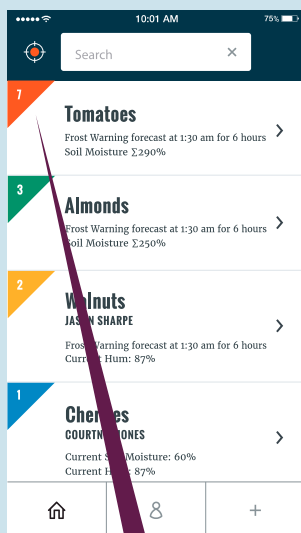 10:01 AM 75%
Search
7
Tomatoes
Frost Warning forecast at 1:30 am for 6 hours
Soil Moisture ∑290%
3
Almonds
Frost Warning forecast at 1:30 am for 6 hours
Soil Moisture ∑250%
2
Walnuts
JASON SHARPE
Frost Warning forecast at 1:30 am for 6 hours
Current Hum: 87%
1
Cherries
JONES
Current Soil Moisture: 60%
Current Hum: 87%